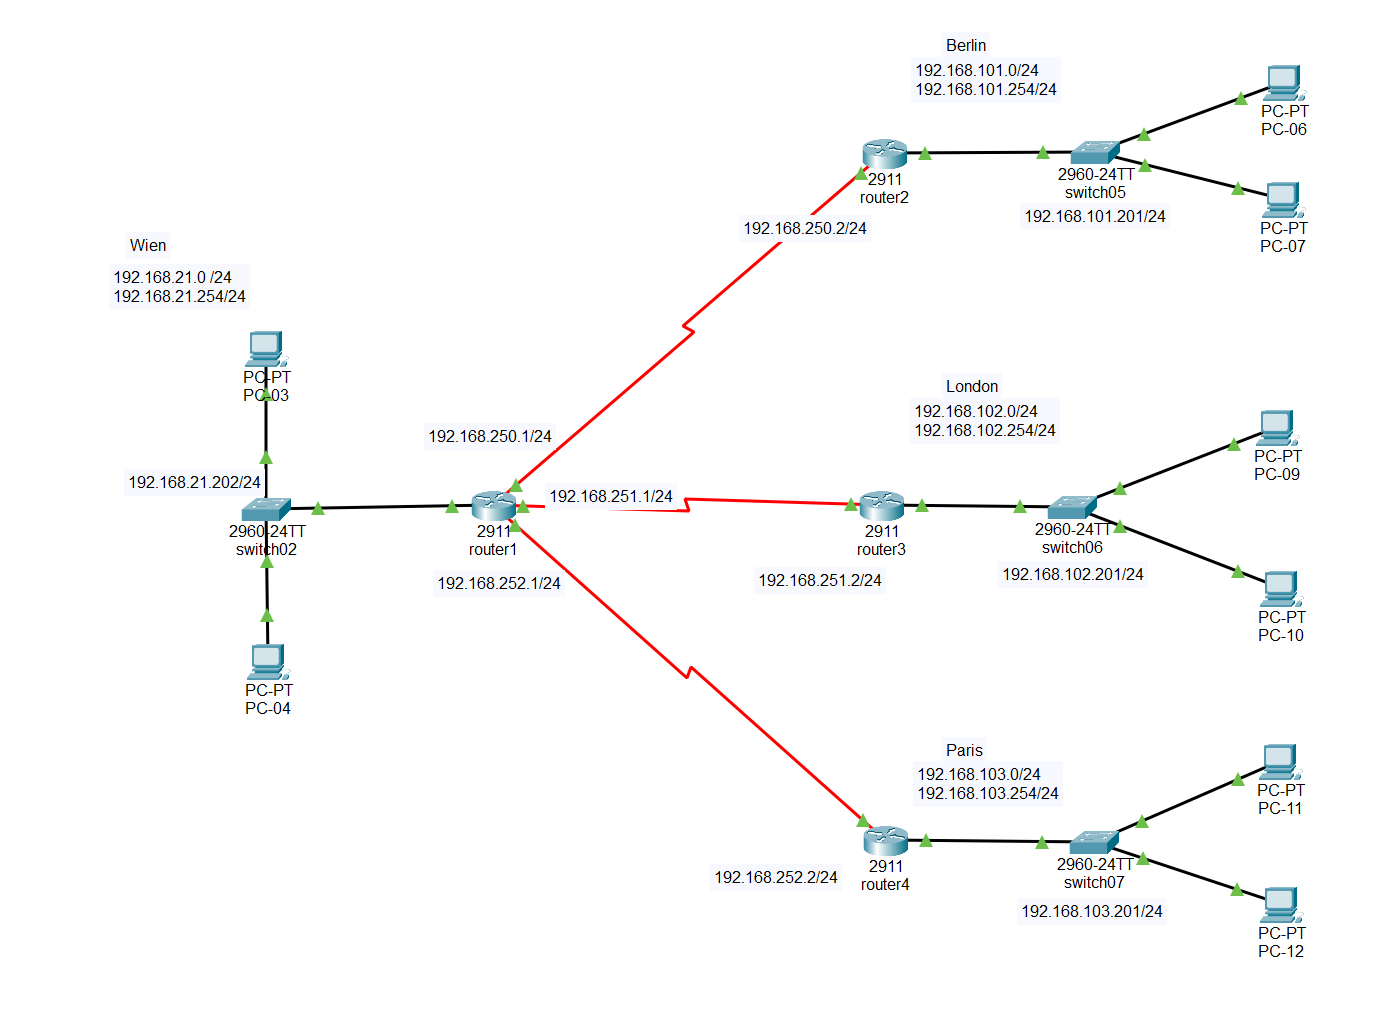 Berlin
192.168.101.0/24
192.168.101.254/24
PC-PT
PC-06
2911
router2
2960-24TT
switch05
192.168.101.201/24
PC-PT
PC-07
192.168.250.2/24
Wien
192.168.21.0 /24
192.168.21.254/24
PC-PT
PC-03
London
192.168.102.0/24
192.168.102.254/24
192.168.250.1/24
PC-PT
PC-09
192.168.21.202/24
192.168.251.1/24
2960-24TT
switch02
2911
router1
2911
router3
2960-24TT
switch06
192.168.252.1/24
192.168.251.2/24
192.168.102.201/24
PC-PT
PC-10
PC-PT
PC-04
Paris
192.168.103.0/24
192.168.103.254/24
PC-PT
PC-11
192.168.252.2/24
2911
router4
2960-24TT
switch07
192.168.103.201/24
PC-PT
PC-12